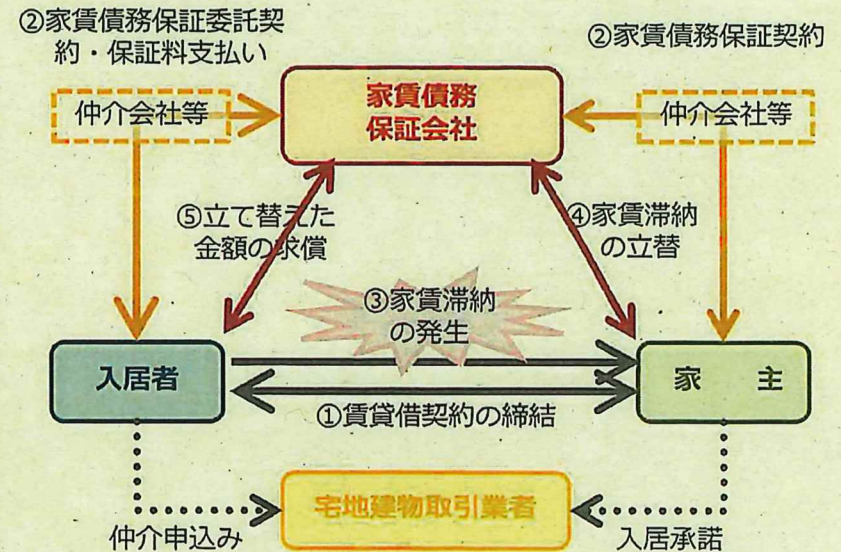 ②家賃債務保証委託契
約・保証料支払い
②家賃債務保証契約
仲介会社等
家賃債務
保証会社
仲介会社等
⑤立て替えた
金額の求償
④家賃滞納
の立替
③家賃滞納
の発生
入居者
家　主
①賃貸借契約の締結
宅地建物取引業者
仲介申込み
入居承諾